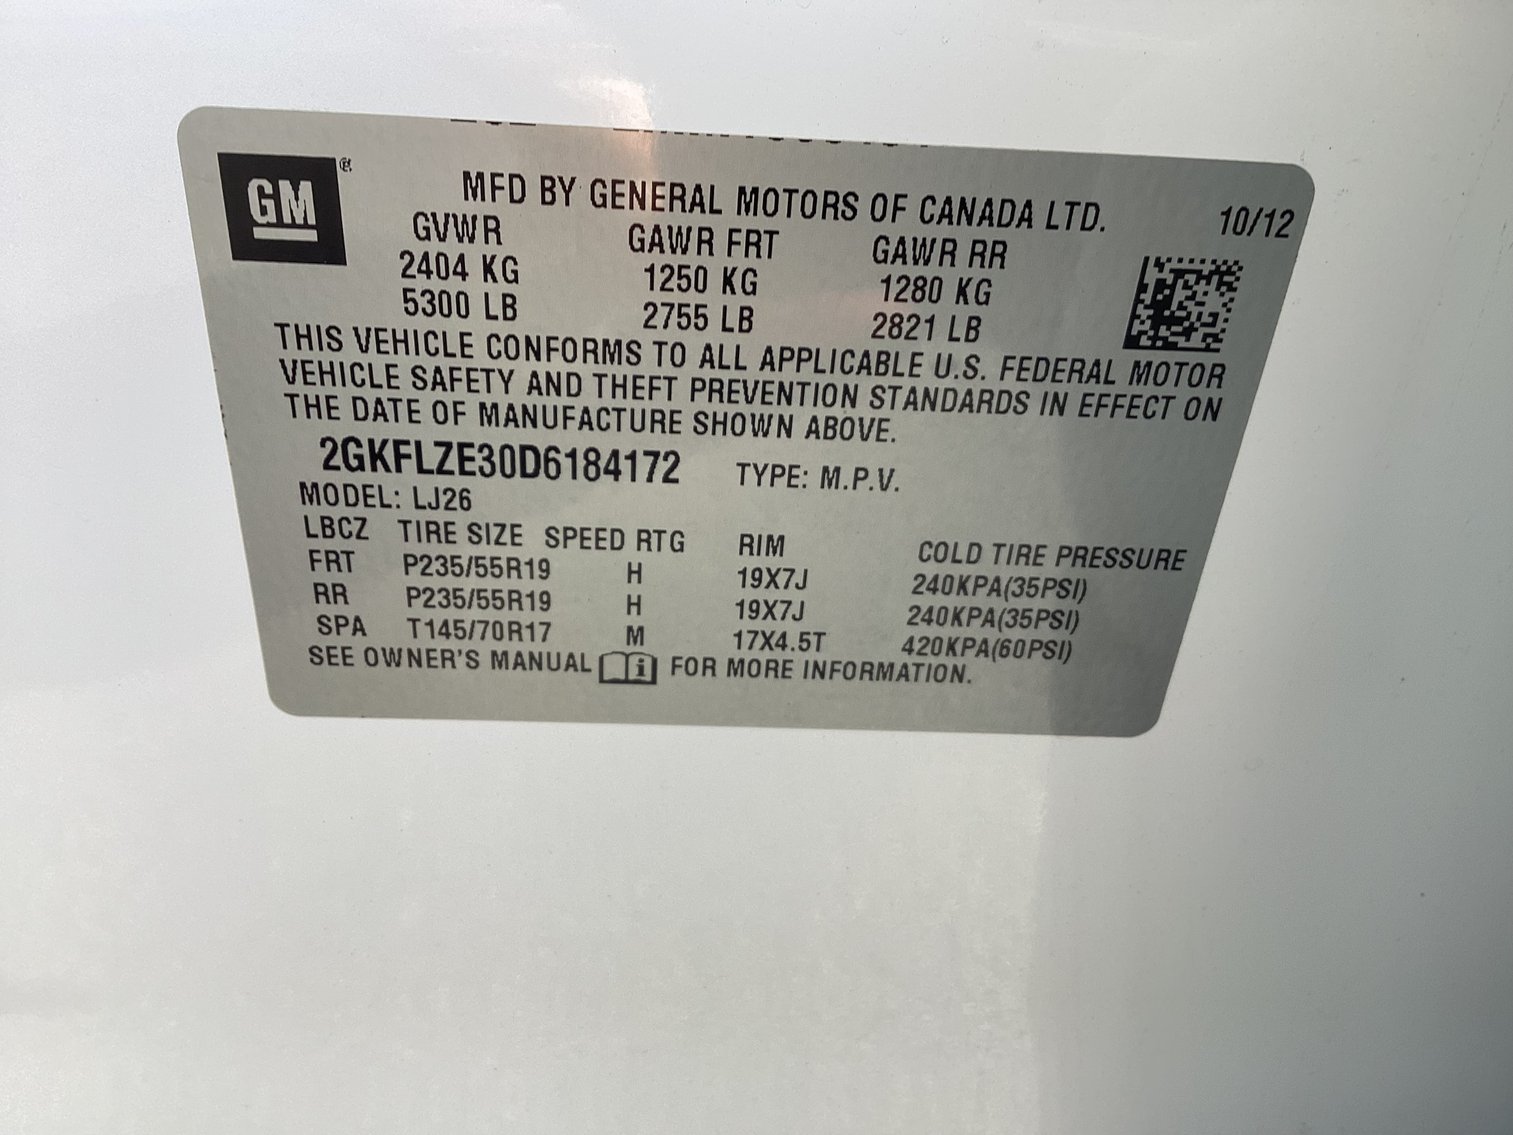 GM ®
MFD BY GENERAL MOTORS OF CANADA LTD. 10/12
GVWR GAWR FRT GAWR RR
2404 KG 1250 KG 1280 KG
5300 LB 2755 LB 2821 LB
THIS VEHICLE CONFORMS TO ALL APPLICABLE U.S. FEDERAL MOTOR
VEHICLE SAFETY AND THEFT PREVENTION STANDARDS IN EFFECT ON
THE DATE OF MANUFACTURE SHOWN ABOVE.
2GKFLZE30D6184172 TYPE: M.P.V.
MODEL: LJ26
LBCZ TIRE SIZE SPEED RTG RIM COLD TIRE PRESSURE
FRT P235/55R19 H 19X7J 240KPA(35PSI)
RR P235/55R19 H 19X7J 240KPA(35PSI)
SPA T145/70R17 M 17X4.5T 420KPA(60PSI)
SEE OWNER'S MANUAL i FOR MORE INFORMATION.